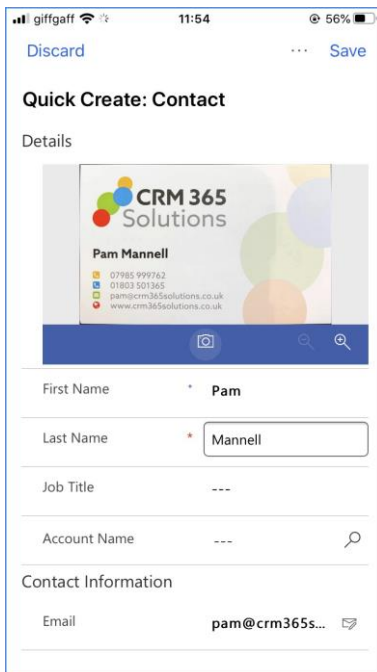 giffgaff 11:54 56%
Discard ... Save
Quick Create: Contact
Details
CRM 365
Solutions
Pam Mannell
07985 999762
01803 501365
pam@crm365solutions.co.uk
www.crm365solutions.co.uk
First Name * Pam
Last Name * Mannell
Job Title ---
Account Name ---
Contact Information
Email pam@crm365s...